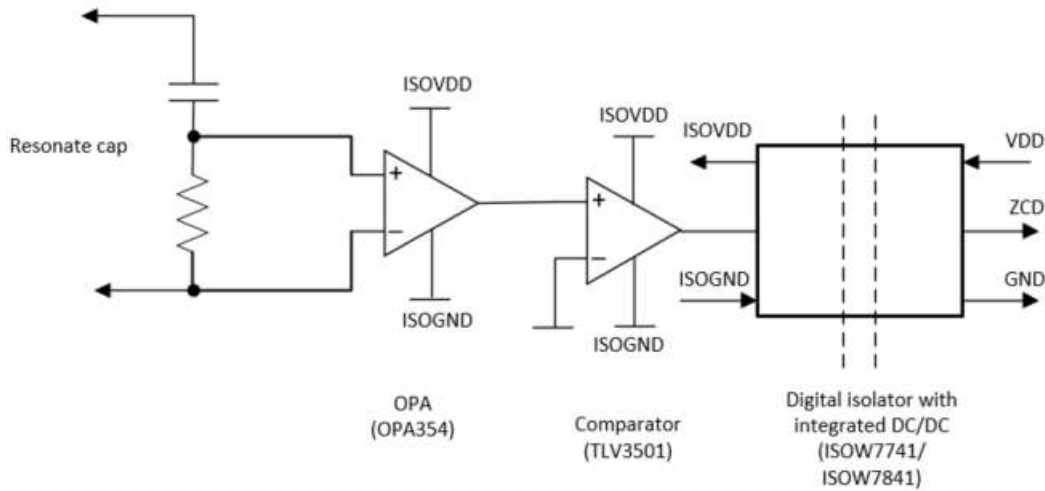 Resonate cap
ISOVDD
+
−
ISOGND
OPA
(OPA354)
ISOVDD
+
−
ISOGND
Comparator
(TLV3501)
ISOVDD
ISOGND
VDD
ZCD
GND
Digital isolator with
integrated DC/DC
(ISOW7741/
ISOW7841)